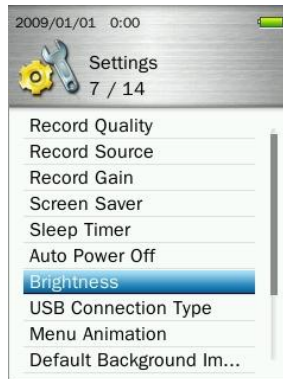 2009/01/01 0:00
Settings
7 / 14
Record Quality
Record Source
Record Gain
Screen Saver
Sleep Timer
Auto Power Off
Brightness
USB Connection Type
Menu Animation
Default Background Im...